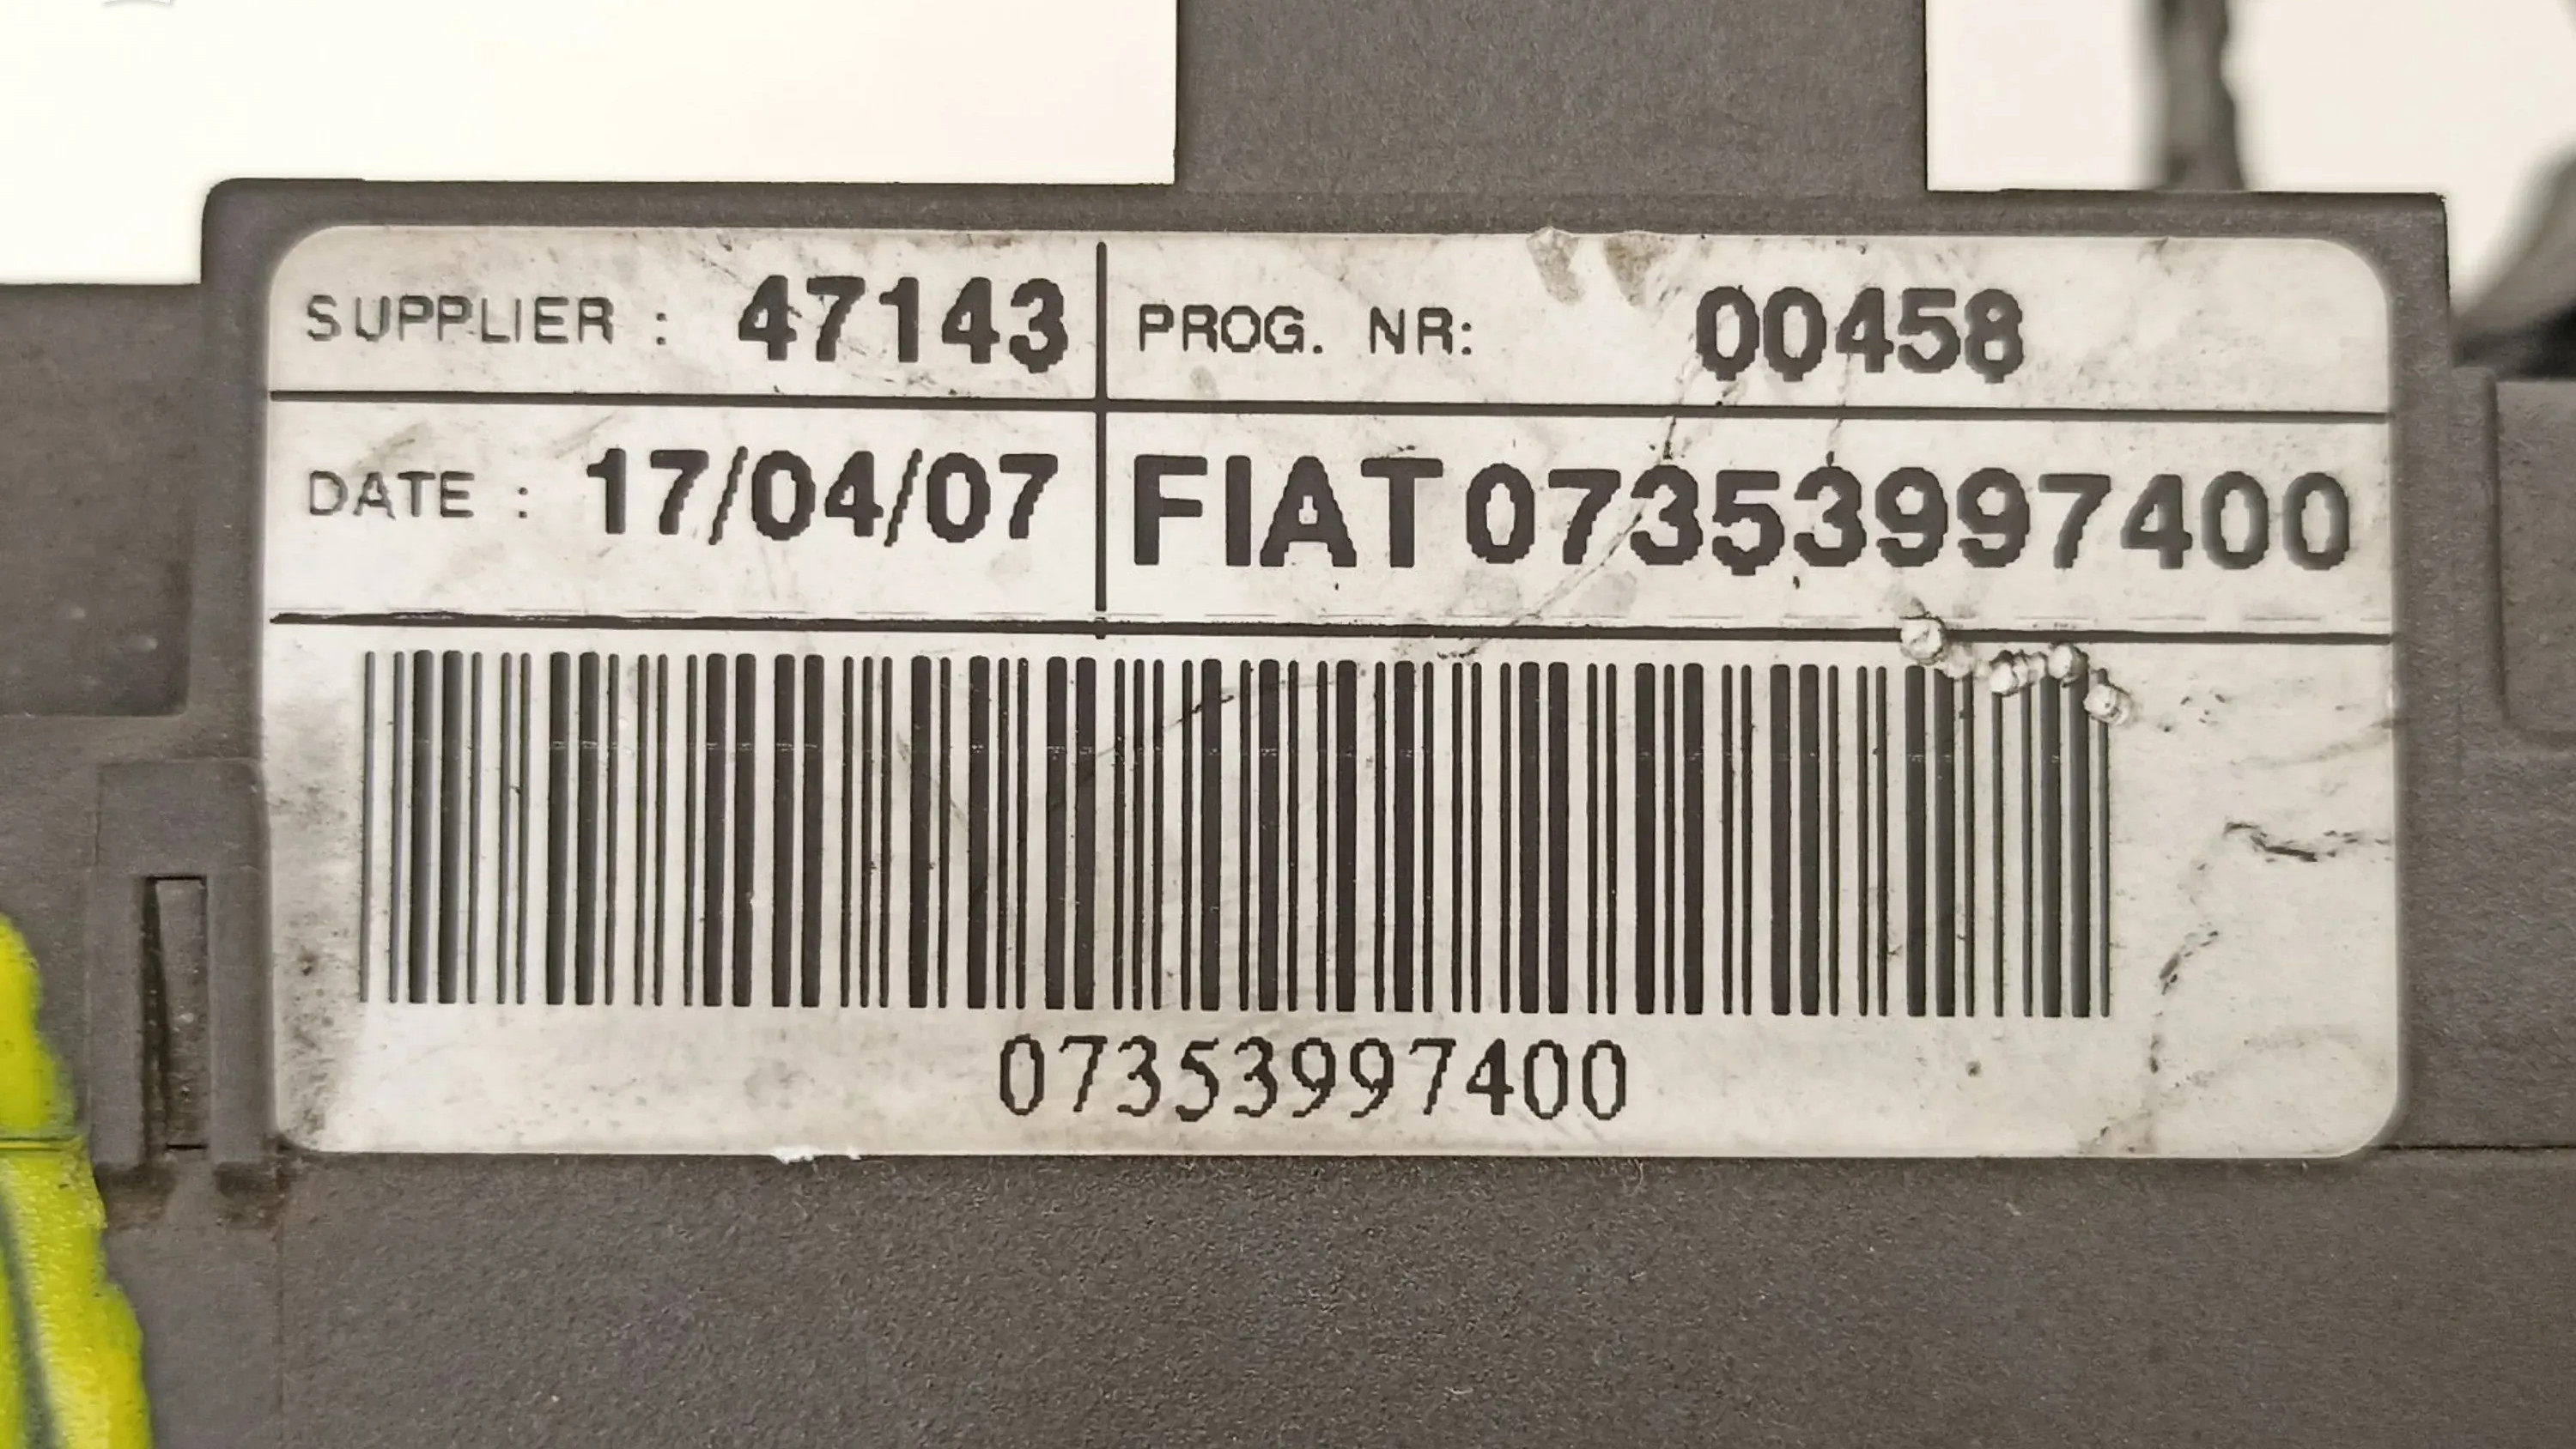 SUPPLIER : 47143 PROG. NR: 00458
DATE : 17/04/07 FIAT 07353997400
07353997400